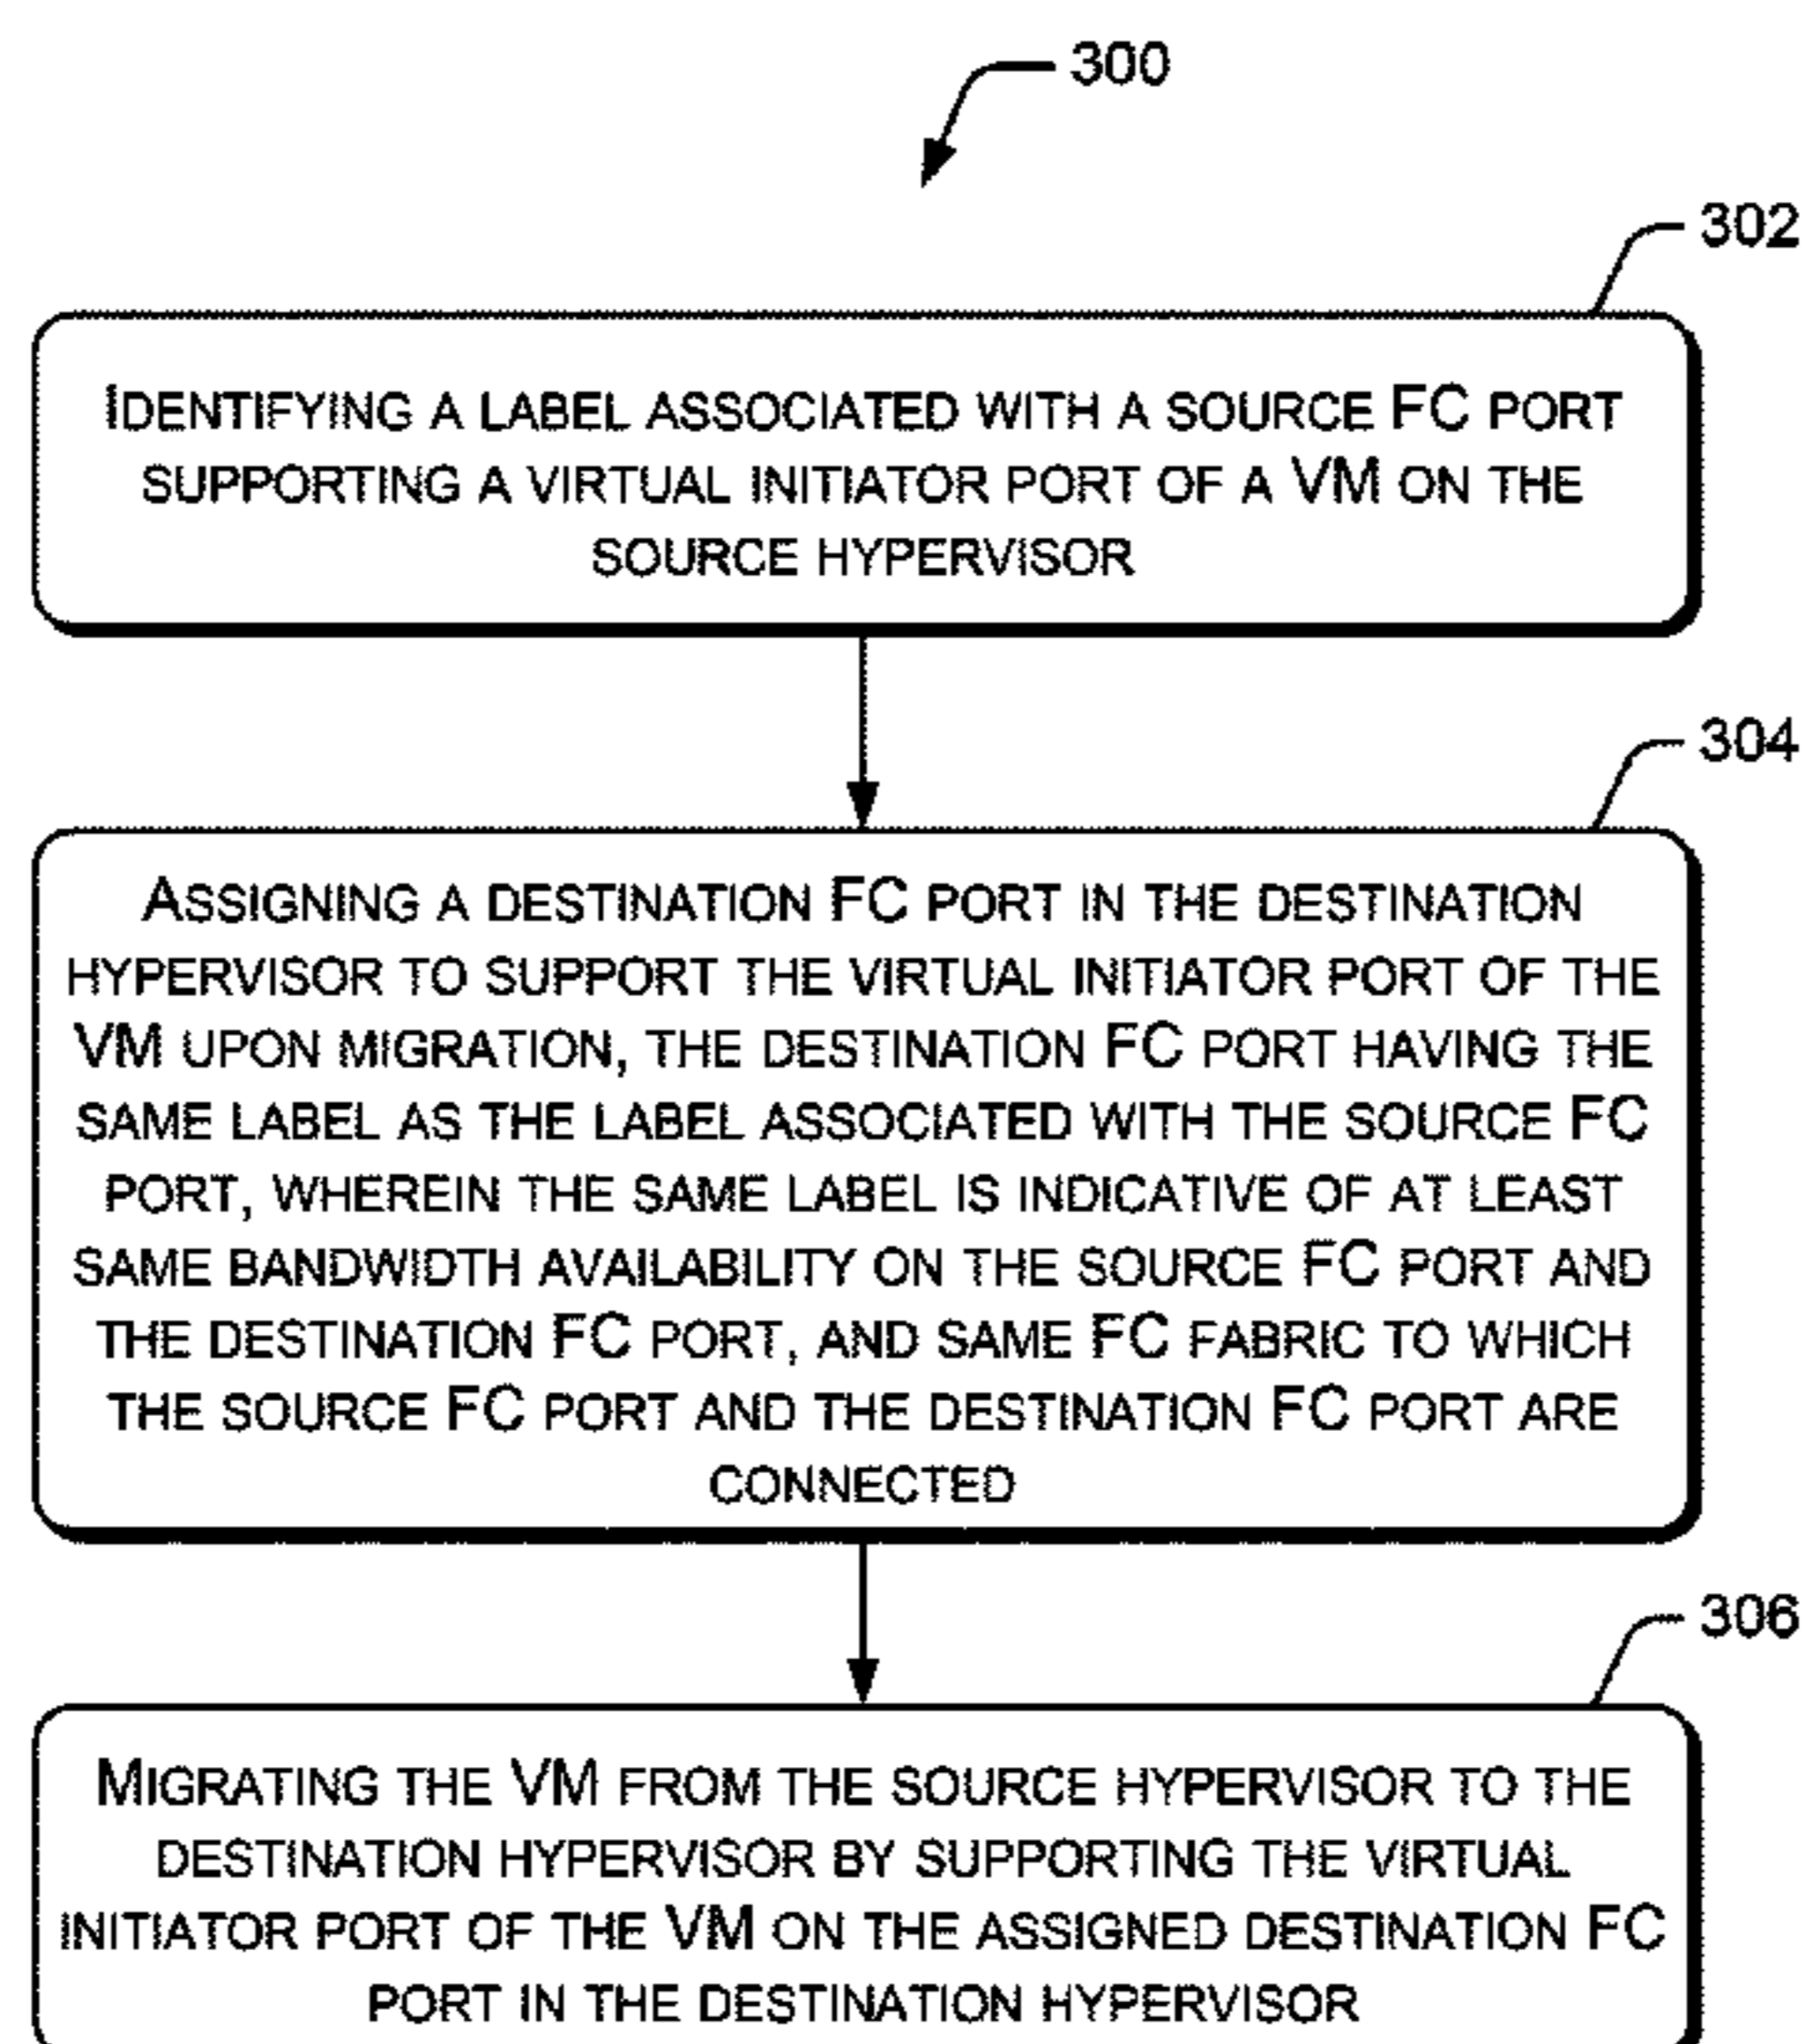 300
302
IDENTIFYING A LABEL ASSOCIATED WITH A SOURCE FC PORT
SUPPORTING A VIRTUAL INITIATOR PORT OF A VM ON THE
SOURCE HYPERVISOR
304
ASSIGNING A DESTINATION FC PORT IN THE DESTINATION
HYPERVISOR TO SUPPORT THE VIRTUAL INITIATOR PORT OF THE
VM UPON MIGRATION, THE DESTINATION FC PORT HAVING THE
SAME LABEL AS THE LABEL ASSOCIATED WITH THE SOURCE FC
PORT, WHEREIN THE SAME LABEL IS INDICATIVE OF AT LEAST
SAME BANDWIDTH AVAILABILITY ON THE SOURCE FC PORT AND
THE DESTINATION FC PORT, AND SAME FC FABRIC TO WHICH
THE SOURCE FC PORT AND THE DESTINATION FC PORT ARE
CONNECTED
306
MIGRATING THE VM FROM THE SOURCE HYPERVISOR TO THE
DESTINATION HYPERVISOR BY SUPPORTING THE VIRTUAL
INITIATOR PORT OF THE VM ON THE ASSIGNED DESTINATION FC
PORT IN THE DESTINATION HYPERVISOR